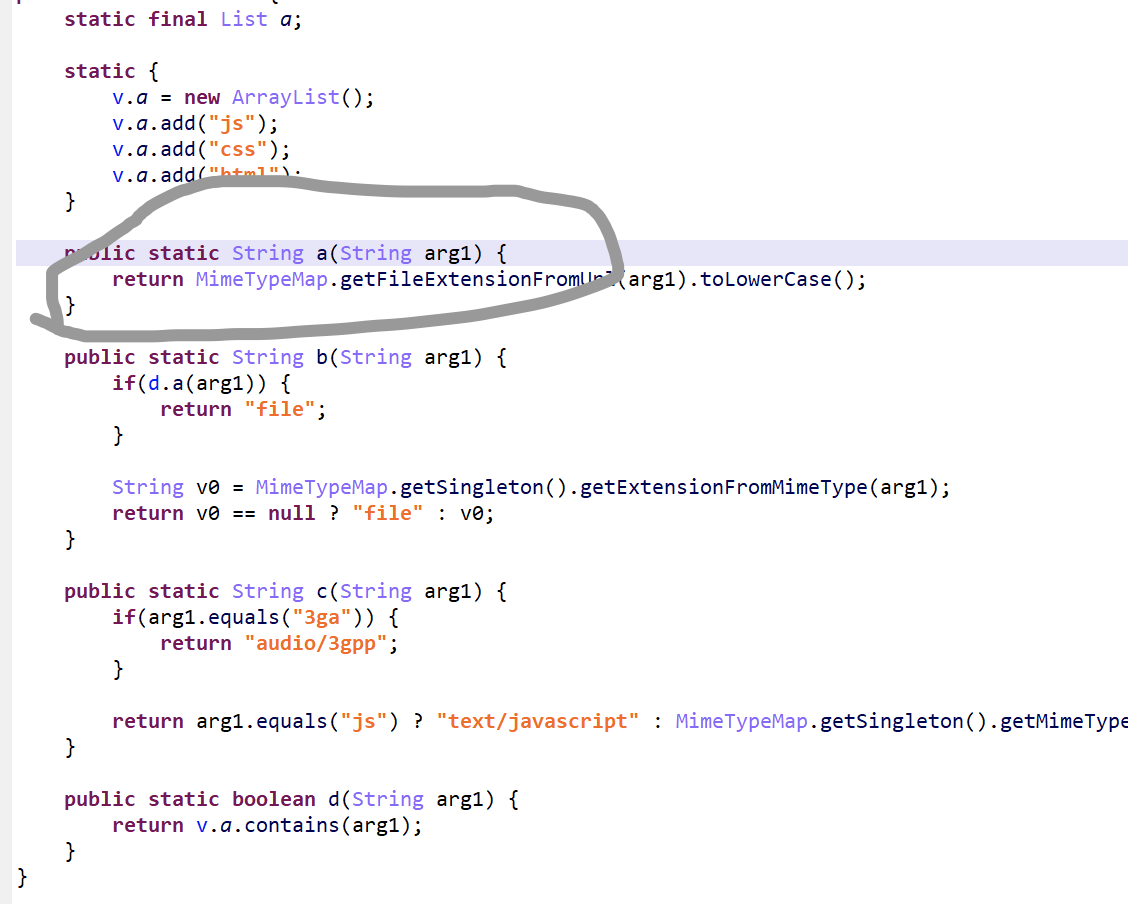 static final List a;
static {
v.a = new ArrayList();
v.a.add("js");
v.a.add("css");
v.a.add("html");
}
public static String a(String arg1) {
return MimeTypeMap.getFileExtensionFromUrl(arg1).toLowerCase();
}
public static String b(String arg1) {
if(d.a(arg1)) {
return "file";
}
String v0 = MimeTypeMap.getSingleton().getExtensionFromMimeType(arg1);
return v0 == null ? "file" : v0;
}
public static String c(String arg1) {
if(arg1.equals("3ga")) {
return "audio/3gpp";
}
return arg1.equals("js") ? "text/javascript" : MimeTypeMap.getSingleton().getMimeType
}
public static boolean d(String arg1) {
return v.a.contains(arg1);
}
}